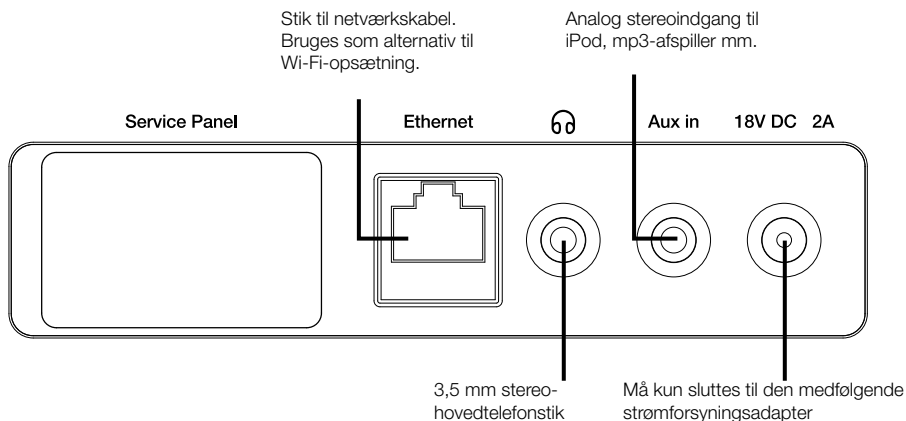 Stik til netværkskabel.
Bruges som alternativ til
Wi-Fi-opsætning.
Analog stereoindgang til
iPod, mp3-afspiller mm.
Service Panel
Ethernet
Aux in
18V DC 2A
3,5 mm stereo-
hovedtelefonstik
Må kun sluttes til den medfølgende
strømforsyningsadapter